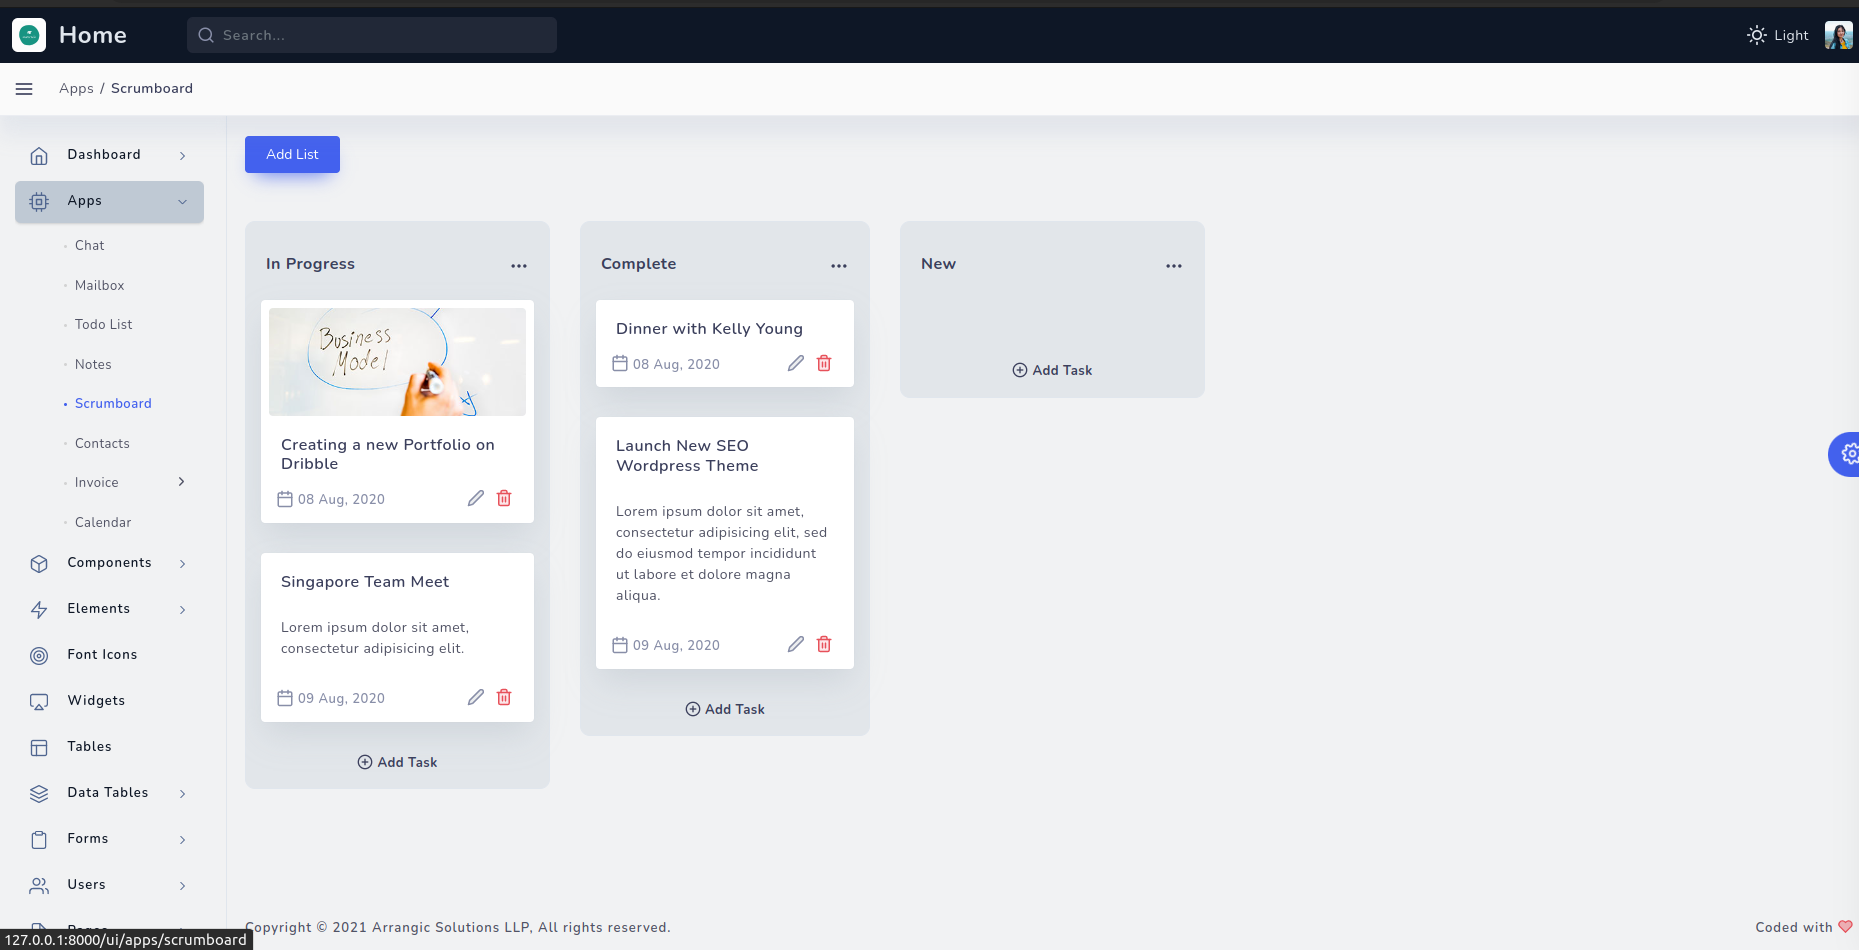 Home
Search...
Light
Apps / Scrumboard
Dashboard
Apps
Chat
Mailbox
Todo List
Notes
Scrumboard
Contacts
Invoice
Calendar
Components
Elements
Font Icons
Widgets
Tables
Data Tables
Forms
Users
Pages
Add List
In Progress
Business
Model
Creating a new Portfolio on
Dribble
08 Aug, 2020
Singapore Team Meet
Lorem ipsum dolor sit amet,
consectetur adipisicing elit.
09 Aug, 2020
Add Task
Complete
Dinner with Kelly Young
08 Aug, 2020
Launch New SEO
Wordpress Theme
Lorem ipsum dolor sit amet,
consectetur adipisicing elit, sed
do eiusmod tempor incididunt
ut labore et dolore magna
aliqua.
09 Aug, 2020
Add Task
New
Add Task
Copyright © 2021 Arrangic Solutions LLP, All rights reserved.
Coded with
127.0.0.1:8000/ui/apps/scrumboard